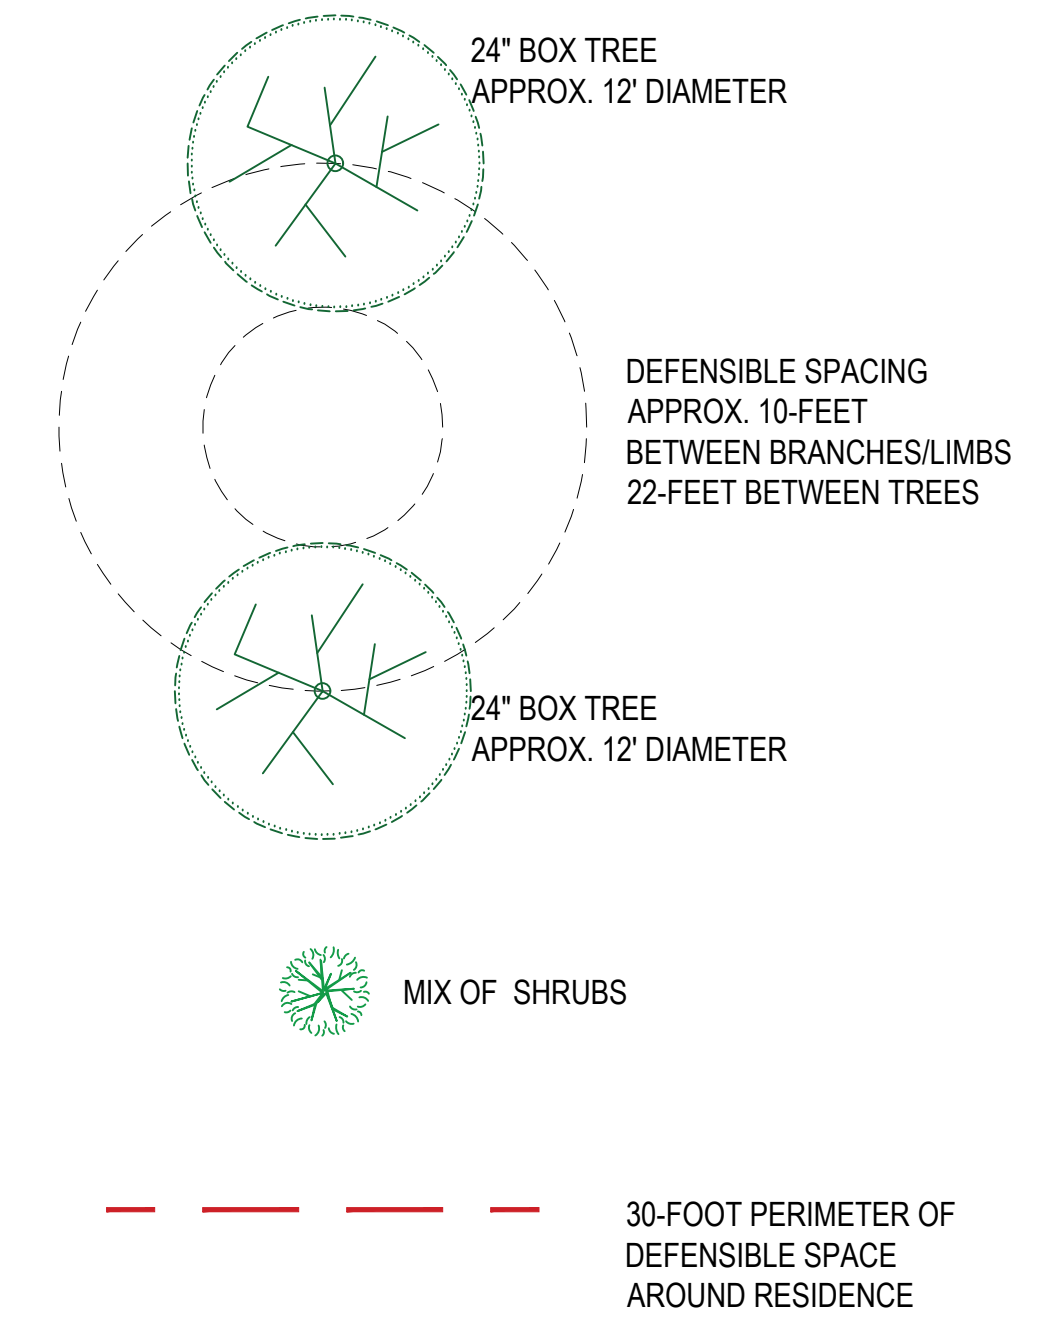 24" BOX TREE
APPROX. 12' DIAMETER
DEFENSIBLE SPACING
APPROX. 10-FEET
BETWEEN BRANCHES/LIMBS
22-FEET BETWEEN TREES
24" BOX TREE
APPROX. 12' DIAMETER
MIX OF  SHRUBS
30-FOOT PERIMETER OF
DEFENSIBLE SPACE
AROUND RESIDENCE